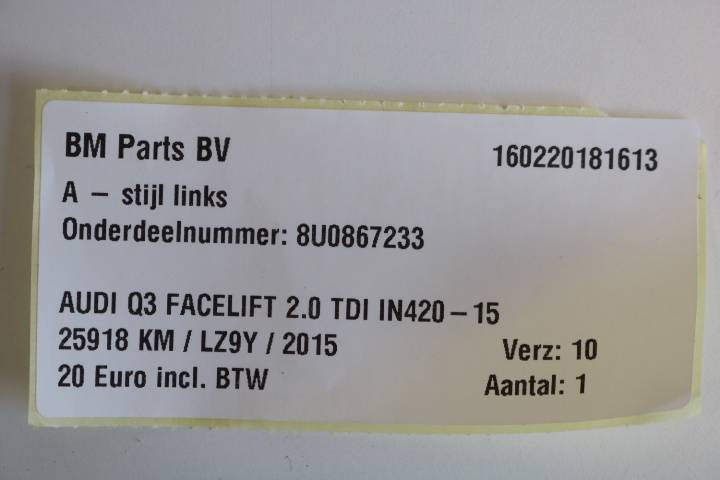 BM Parts BV 160220181613
A – stijl links
Onderdeelnummer: 8U0867233
AUDI Q3 FACELIFT 2.0 TDI IN420–15
25918 KM / LZ9Y / 2015 Verz: 10
20 Euro incl. BTW Aantal: 1